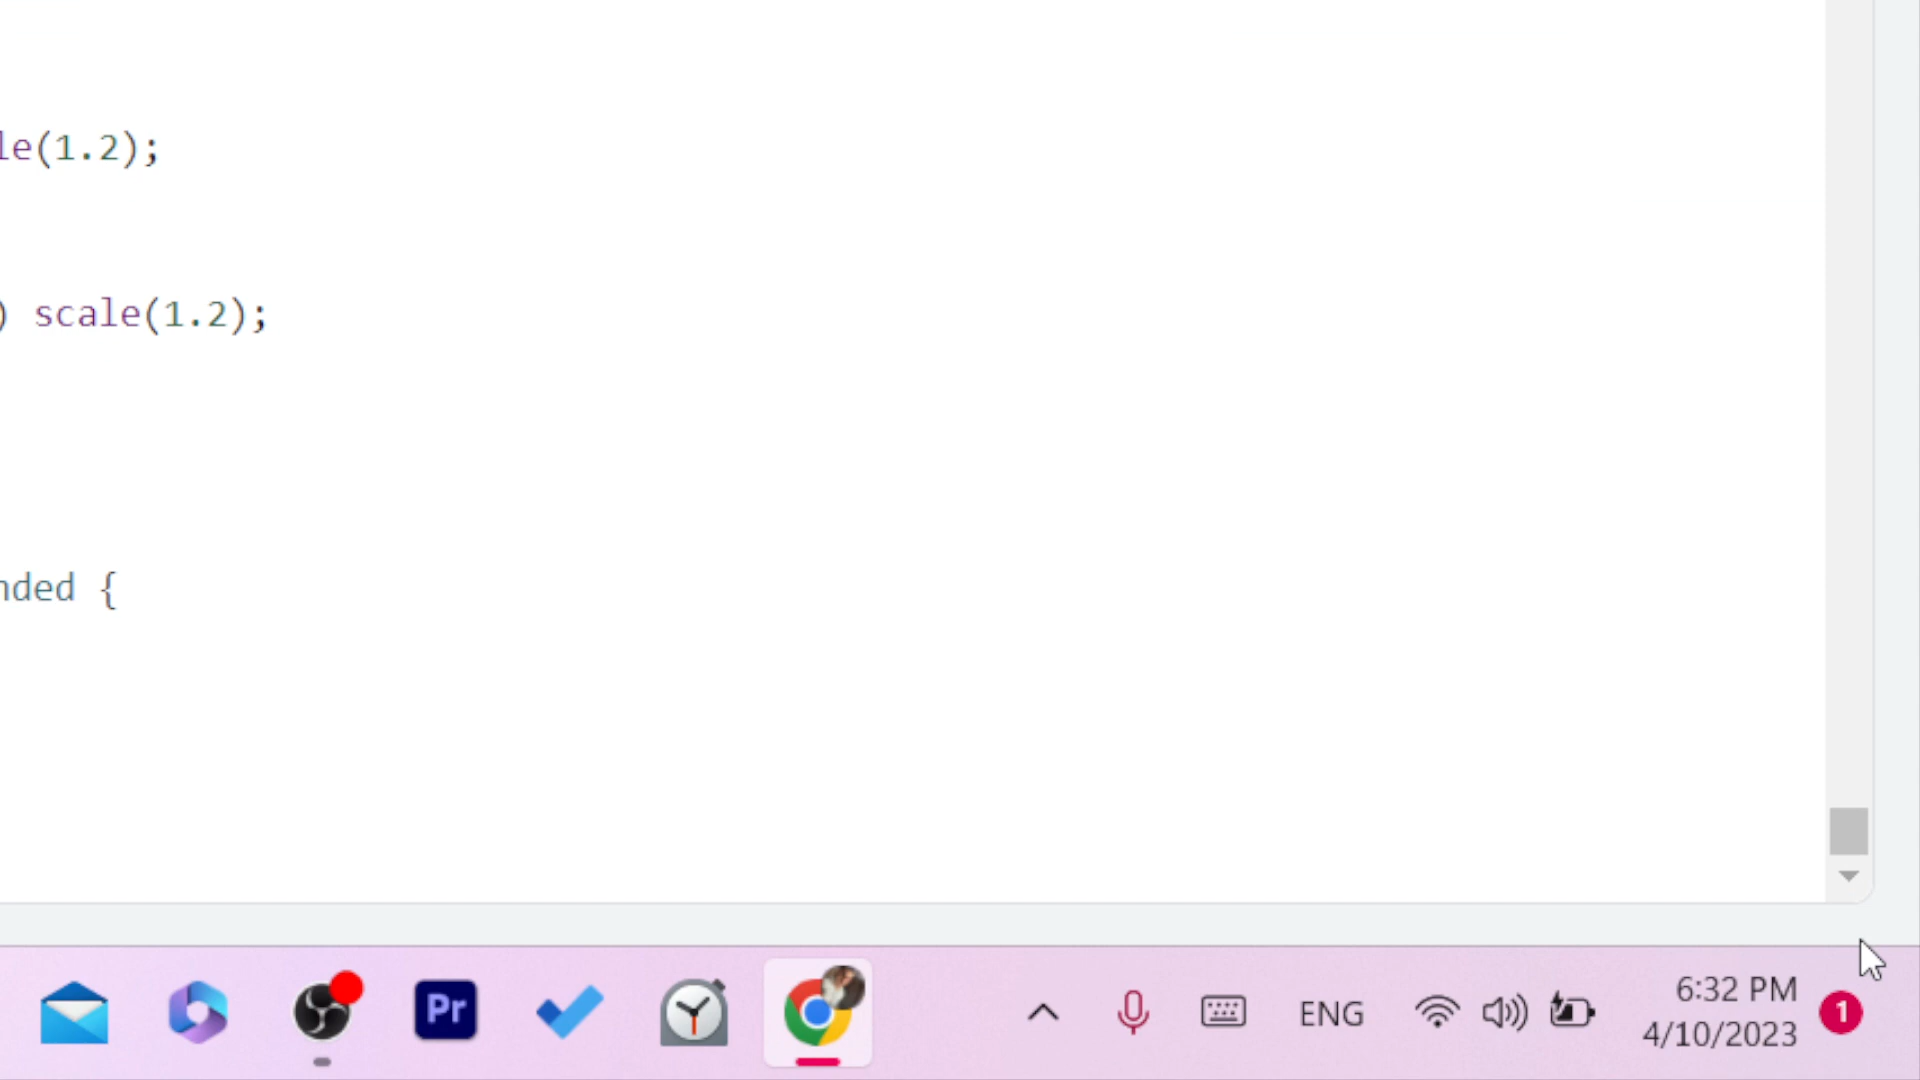 le(1.2);
) scale(1.2);
nded {
Pr
ENG
6:32 PM
4/10/2023
1